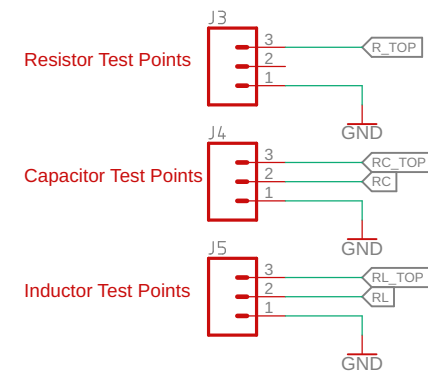 J3
3
R_TOP
Resistor Test Points
2
1
GND
J4
3
RC_TOP
Capacitor Test Points
2
RC
1
GND
J5
3
RL_TOP
Inductor Test Points
2
RL
1
GND